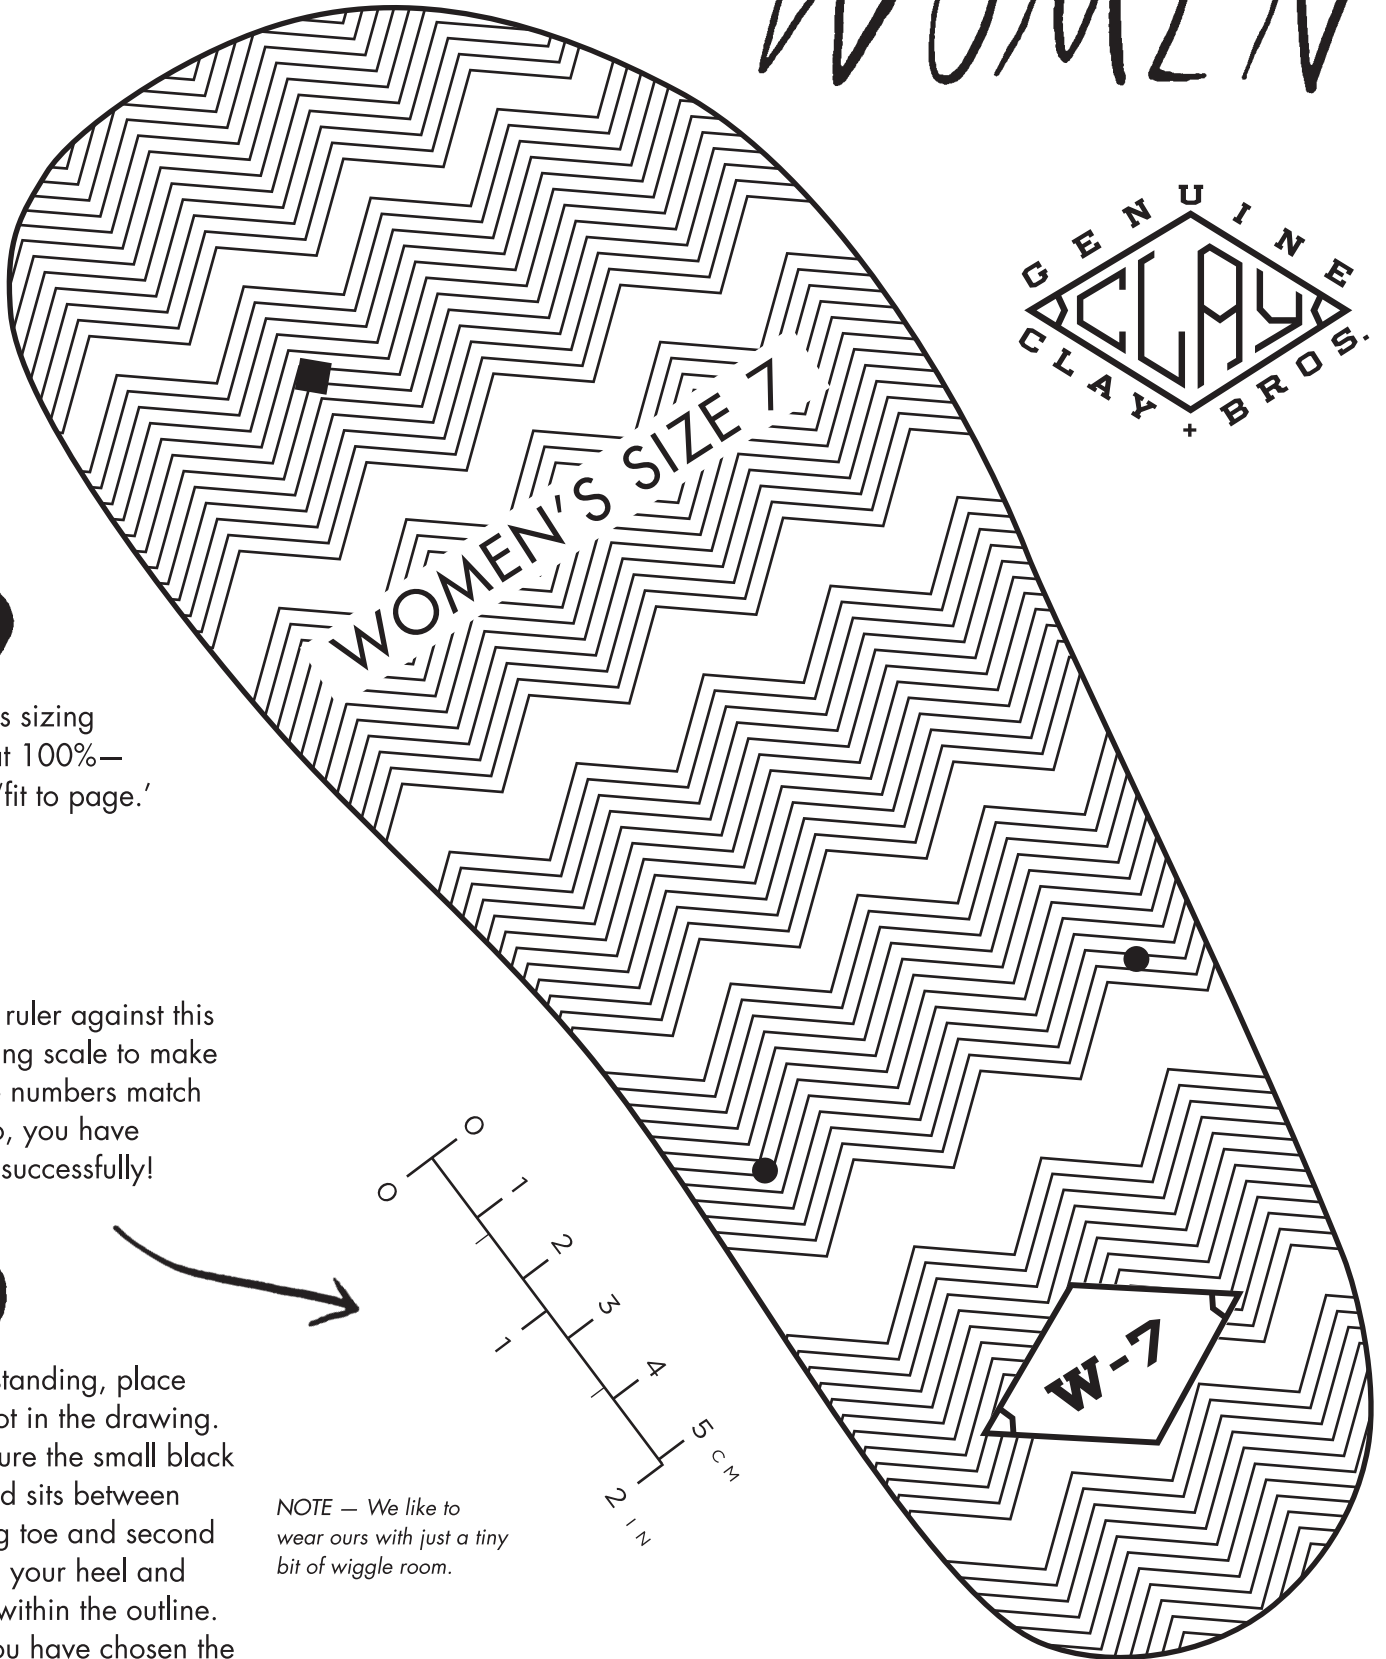 WOMEN
GENUINE
CLAY
CLAY + BROS.
WOMEN'S SIZE 7
s sizing
t 100%—
'fit to page.'
ruler against this
ng scale to make
numbers match
o, you have
successfully!
0 1 2 3 4 5 CM
0 1 2 IN
standing, place
ot in the drawing.
ure the small black
d sits between
g toe and second
your heel and
within the outline.
ou have chosen the
NOTE — We like to
wear ours with just a tiny
bit of wiggle room.
W-7